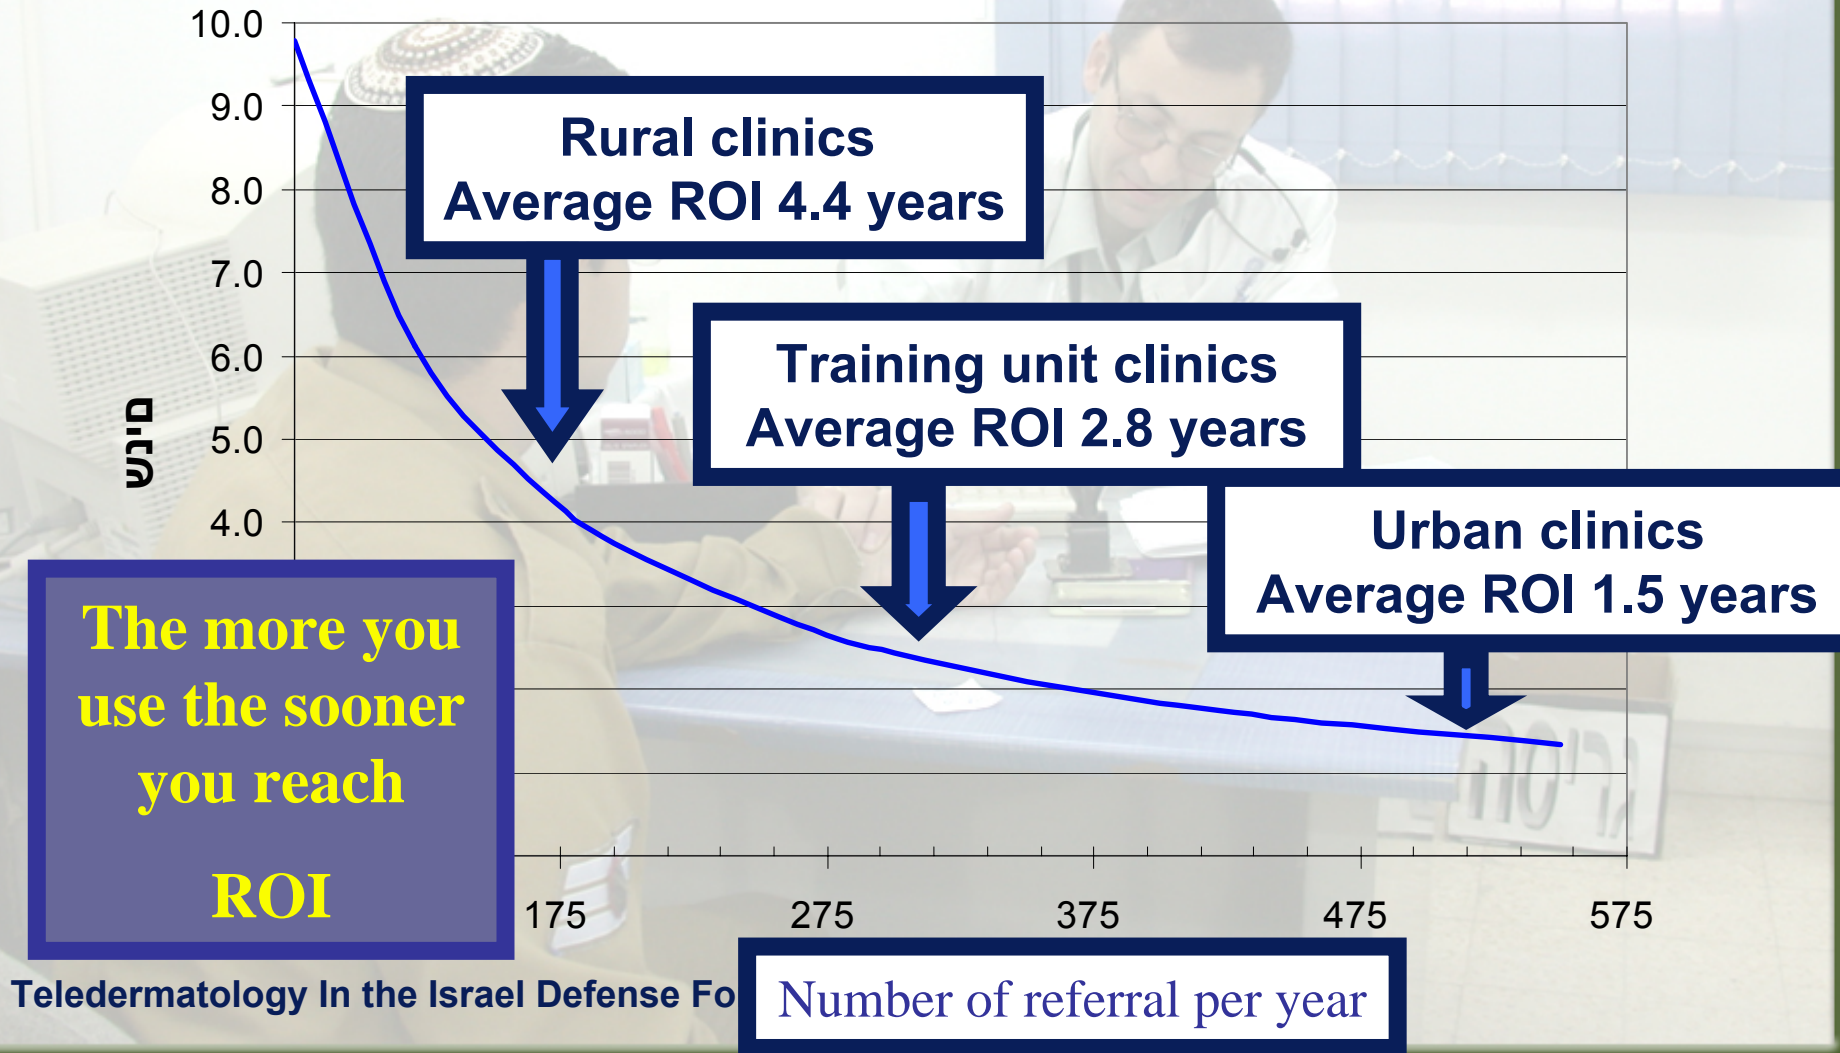 10.0
9.0
8.0
7.0
6.0
5.0
4.0
םינש
Rural clinics
Average ROI 4.4 years
Training unit clinics
Average ROI 2.8 years
Urban clinics
Average ROI 1.5 years
The more you
use the sooner
you reach
ROI
175 275 375 475 575
Number of referral per year
Teledermatology In the Israel Defense Fo